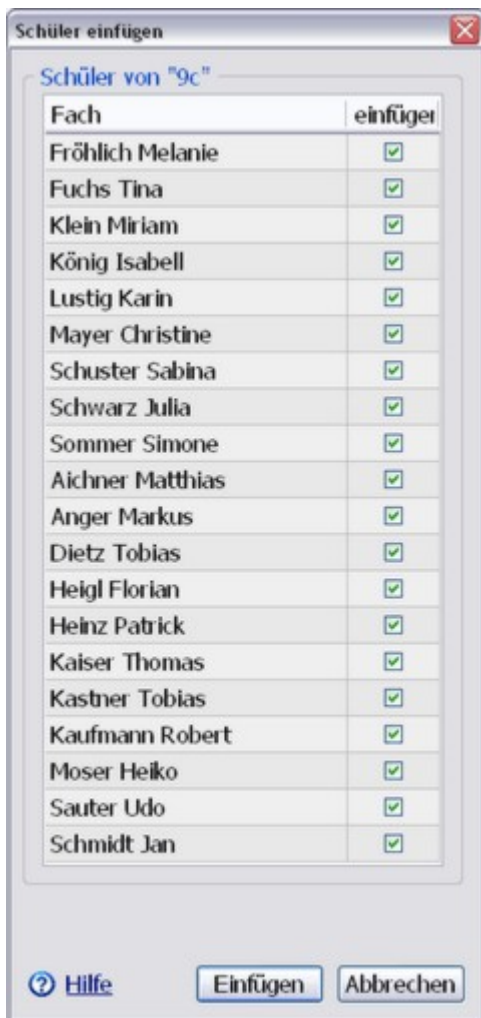 Schüler einfügen
Schüler von "9c"
Fach einfüger
Fröhlich Melanie
Fuchs Tina
Klein Miriam
König Isabell
Lustig Karin
Mayer Christine
Schuster Sabina
Schwarz Julia
Sommer Simone
Aichner Matthias
Anger Markus
Dietz Tobias
Heigl Florian
Heinz Patrick
Kaiser Thomas
Kastner Tobias
Kaufmann Robert
Moser Heiko
Sauter Udo
Schmidt Jan
Hilfe Einfügen Abbrechen